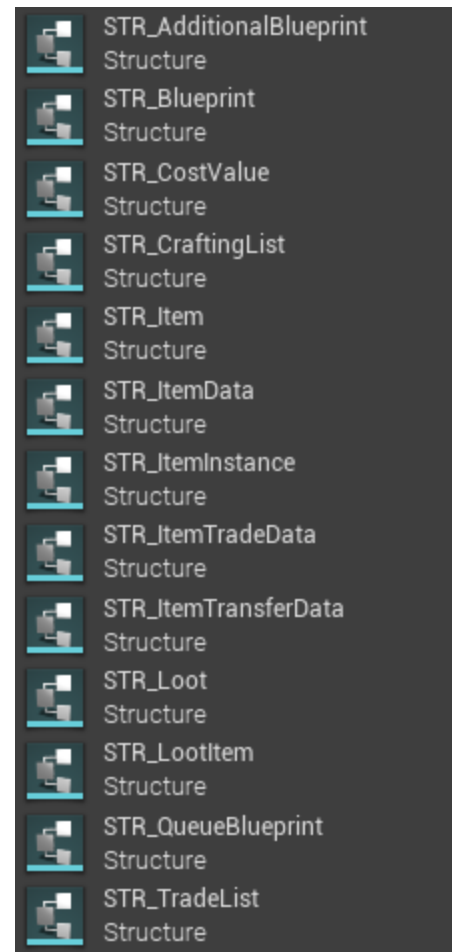 STR_AdditionalBlueprint
Structure
STR_Blueprint
Structure
STR_CostValue
Structure
STR_CraftingList
Structure
STR_Item
Structure
STR_ItemData
Structure
STR_ItemInstance
Structure
STR_ItemTradeData
Structure
STR_ItemTransferData
Structure
STR_Loot
Structure
STR_LootItem
Structure
STR_QueueBlueprint
Structure
STR_TradeList
Structure